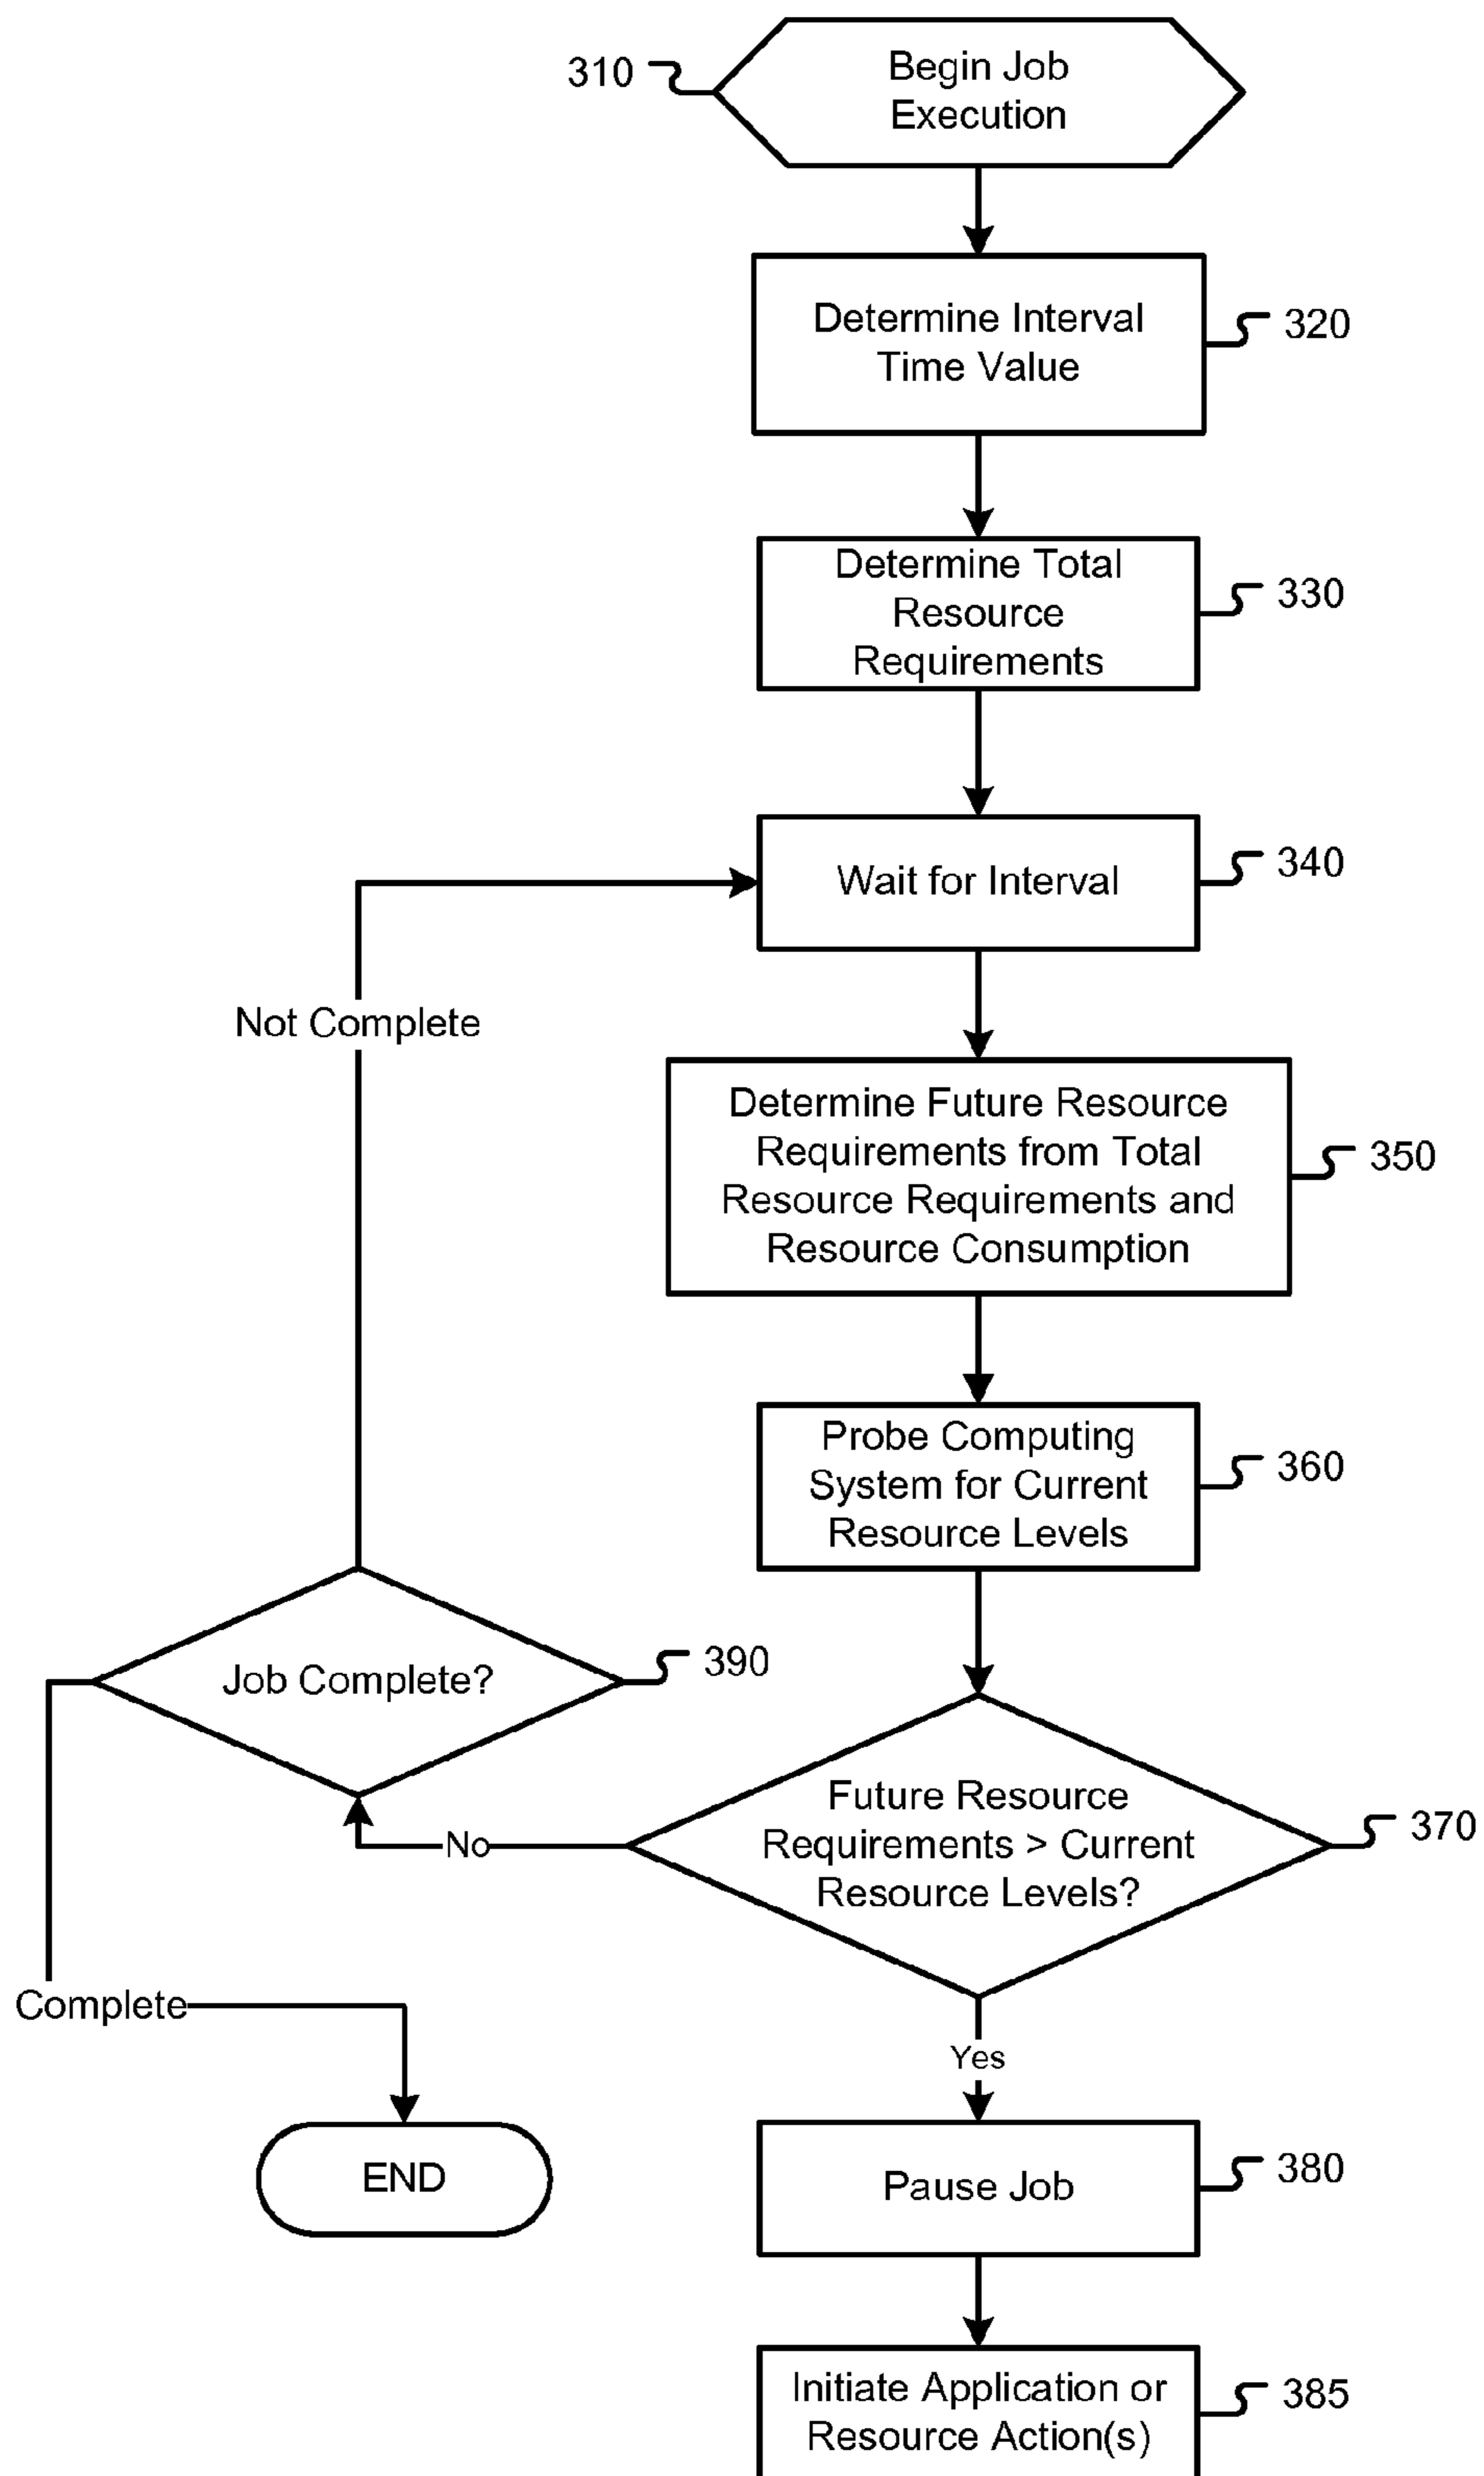 310
Begin Job
Execution
Determine Interval
Time Value
320
Determine Total
Resource
Requirements
330
Wait for Interval
340
Not Complete
Determine Future Resource
Requirements from Total
Resource Requirements and
Resource Consumption
350
Probe Computing
System for Current
Resource Levels
360
Job Complete?
390
Future Resource
Requirements > Current
Resource Levels?
370
No
Complete
Yes
END
Pause Job
380
Initiate Application or
Resource Action(s)
385